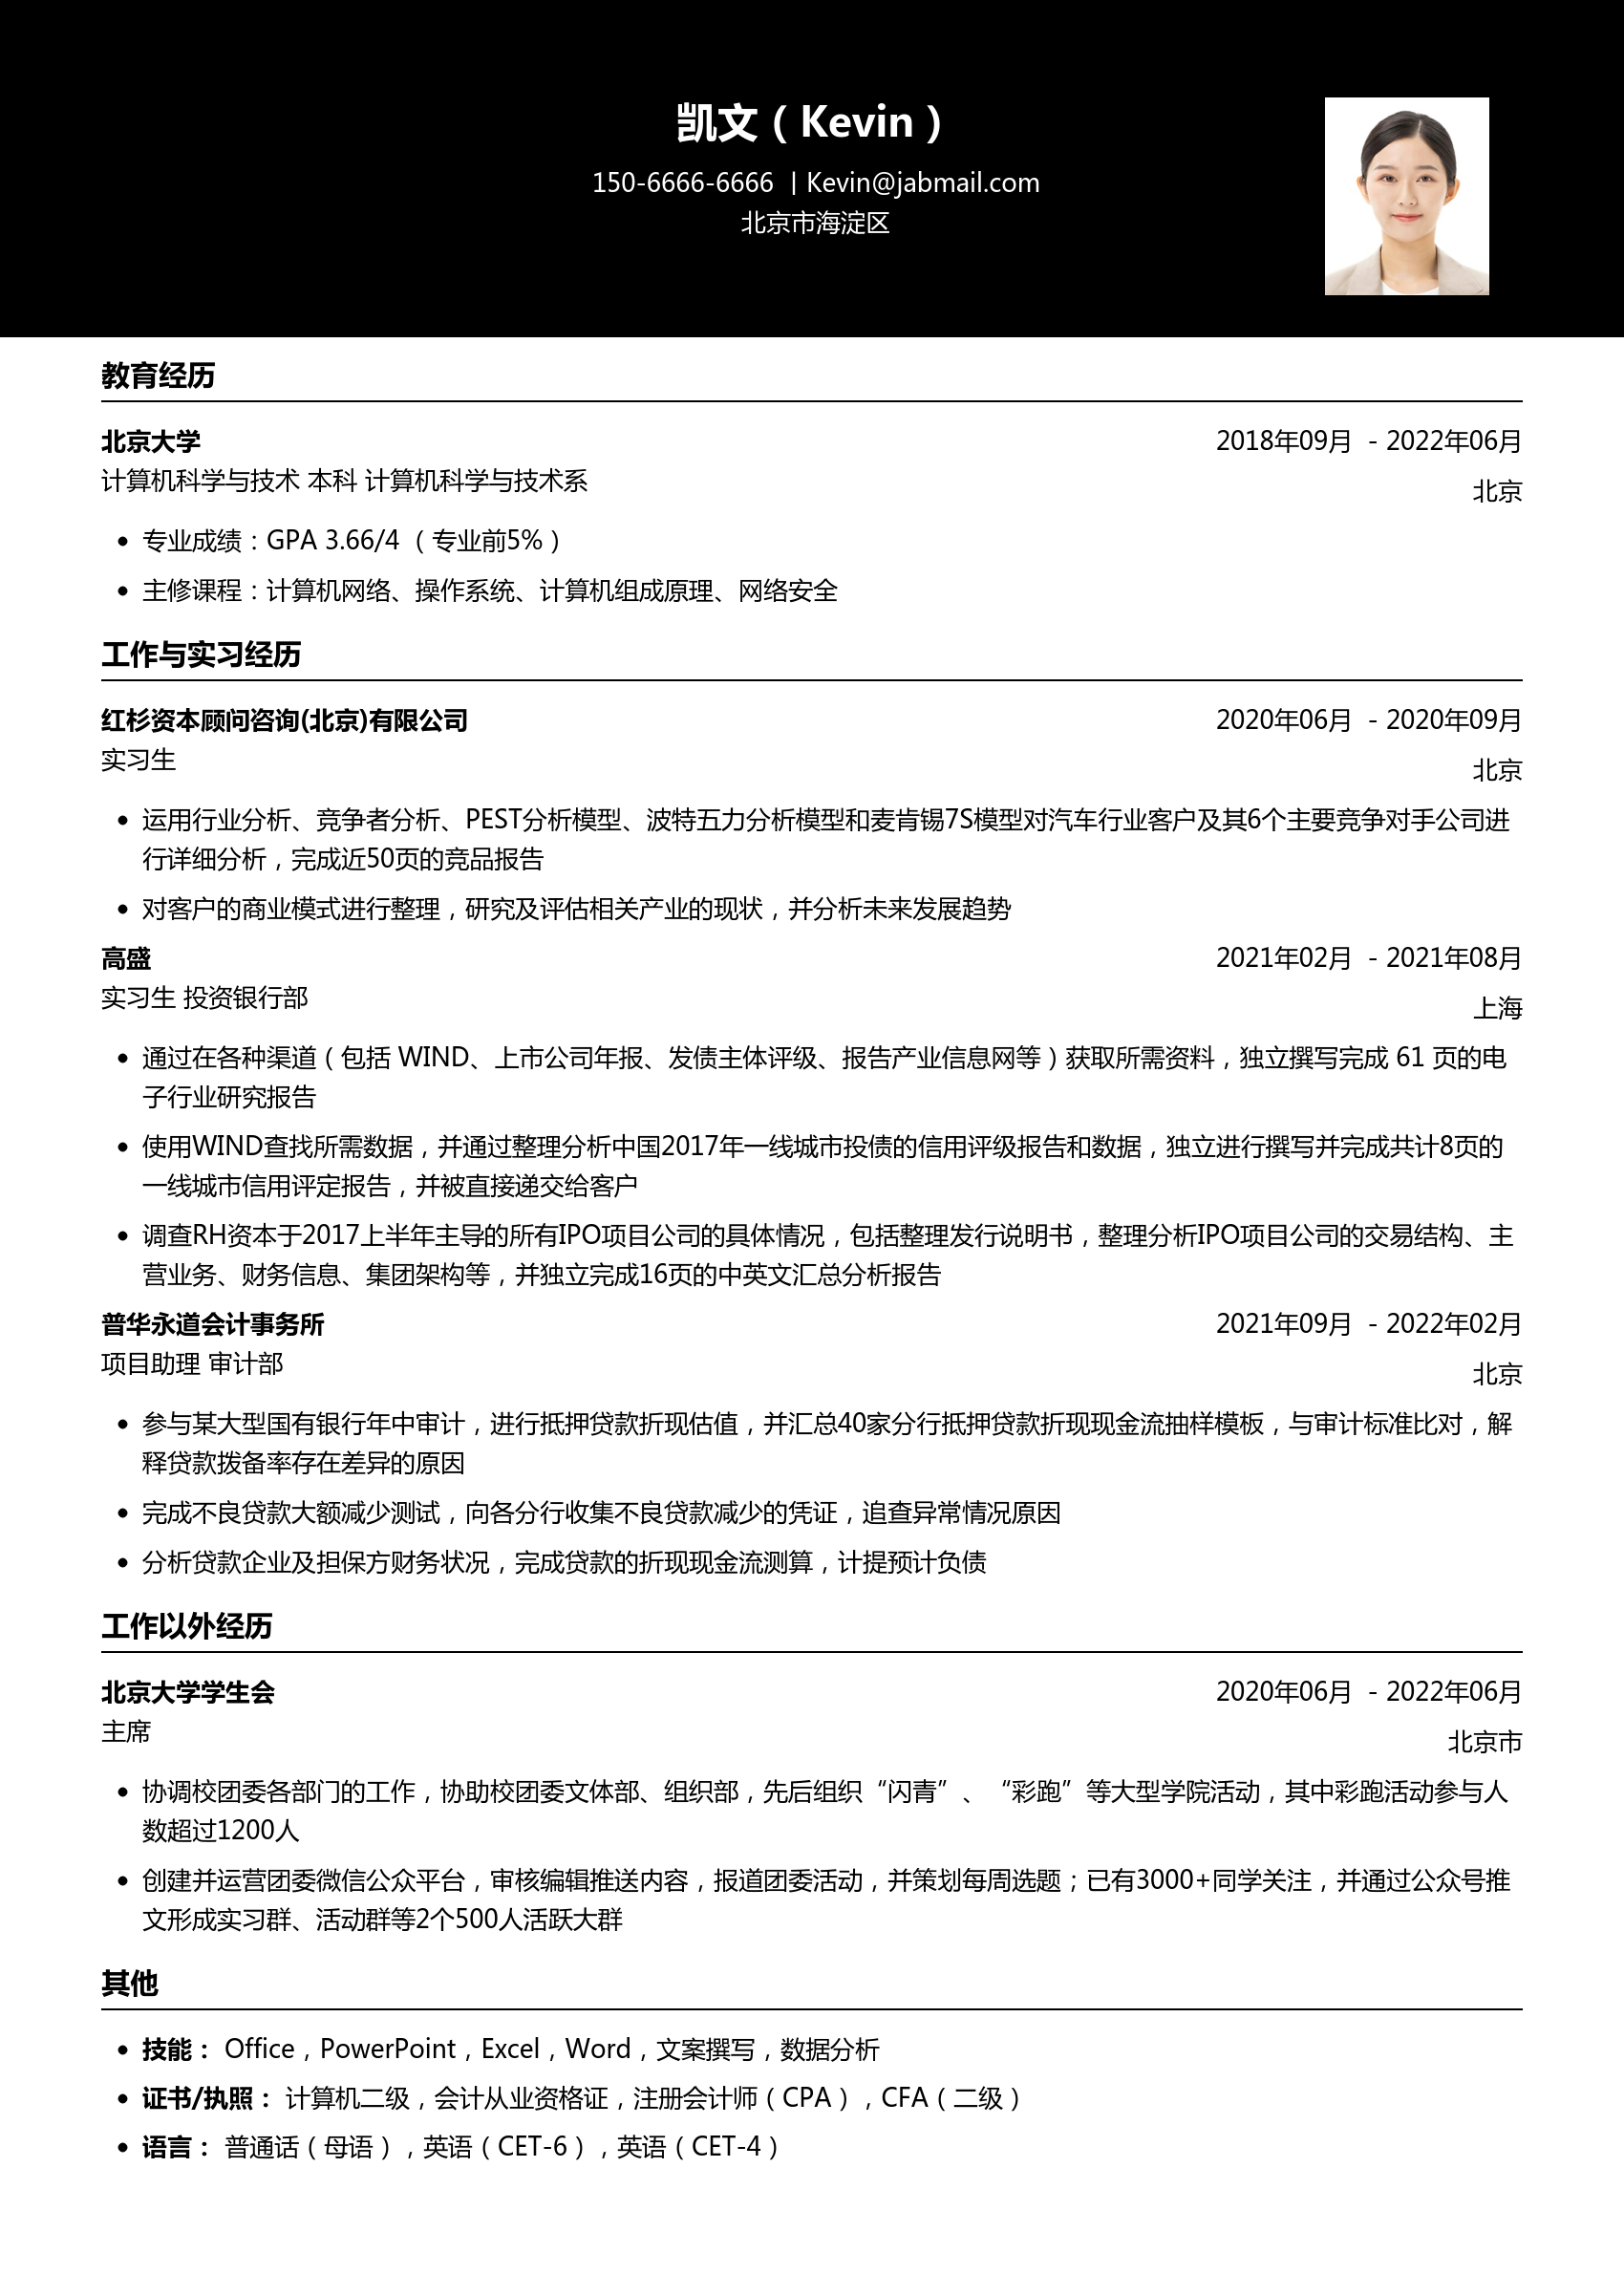 凯文（Kevin）
150-6666-6666 | Kevin@jabmail.com
北京市海淀区
教育经历
北京大学 2018年09月 - 2022年06月
计算机科学与技术 本科 计算机科学与技术系
北京
• 专业成绩：GPA 3.66/4 （专业前5%）
• 主修课程：计算机网络、操作系统、计算机组成原理、网络安全
工作与实习经历
红杉资本顾问咨询(北京)有限公司 2020年06月 - 2020年09月
实习生
北京
• 运用行业分析、竞争者分析、PEST分析模型、波特五力分析模型和麦肯锡7S模型对汽车行业客户及其6个主要竞争对手公司进
行详细分析，完成近50页的竞品报告
• 对客户的商业模式进行整理，研究及评估相关产业的现状，并分析未来发展趋势
高盛 2021年02月 - 2021年08月
实习生 投资银行部
上海
• 通过在各种渠道（包括 WIND、上市公司年报、发债主体评级、报告产业信息网等）获取所需资料，独立撰写完成 61 页的电
子行业研究报告
• 使用WIND查找所需数据，并通过整理分析中国2017年一线城市投债的信用评级报告和数据，独立进行撰写并完成共计8页的
一线城市信用评定报告，并被直接递交给客户
• 调查RH资本于2017上半年主导的所有IPO项目公司的具体情况，包括整理发行说明书，整理分析IPO项目公司的交易结构、主
营业务、财务信息、集团架构等，并独立完成16页的中英文汇总分析报告
普华永道会计事务所 2021年09月 - 2022年02月
项目助理 审计部
北京
• 参与某大型国有银行年中审计，进行抵押贷款折现估值，并汇总40家分行抵押贷款折现现金流抽样模板，与审计标准比对，解
释贷款拨备率存在差异的原因
• 完成不良贷款大额减少测试，向各分行收集不良贷款减少的凭证，追查异常情况原因
• 分析贷款企业及担保方财务状况，完成贷款的折现现金流测算，计提预计负债
工作以外经历
北京大学学生会 2020年06月 - 2022年06月
主席
北京市
• 协调校团委各部门的工作，协助校团委文体部、组织部，先后组织“闪青”、“彩跑”等大型学院活动，其中彩跑活动参与人
数超过1200人
• 创建并运营团委微信公众平台，审核编辑推送内容，报道团委活动，并策划每周选题；已有3000+同学关注，并通过公众号推
文形成实习群、活动群等2个500人活跃大群
其他
• 技能： Office，PowerPoint，Excel，Word，文案撰写，数据分析
• 证书/执照： 计算机二级，会计从业资格证，注册会计师（CPA），CFA（二级）
• 语言： 普通话（母语），英语（CET-6），英语（CET-4）